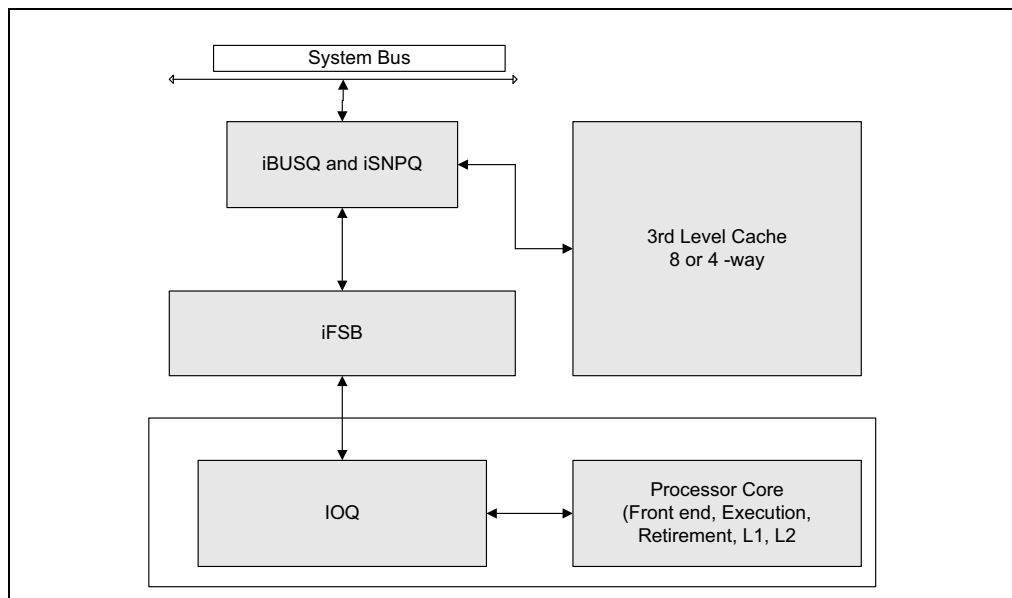 System Bus
iBUSQ and iSNPQ
3rd Level Cache
8 or 4 -way
iFSB
IOQ
Processor Core
(Front end, Execution,
Retirement, L1, L2